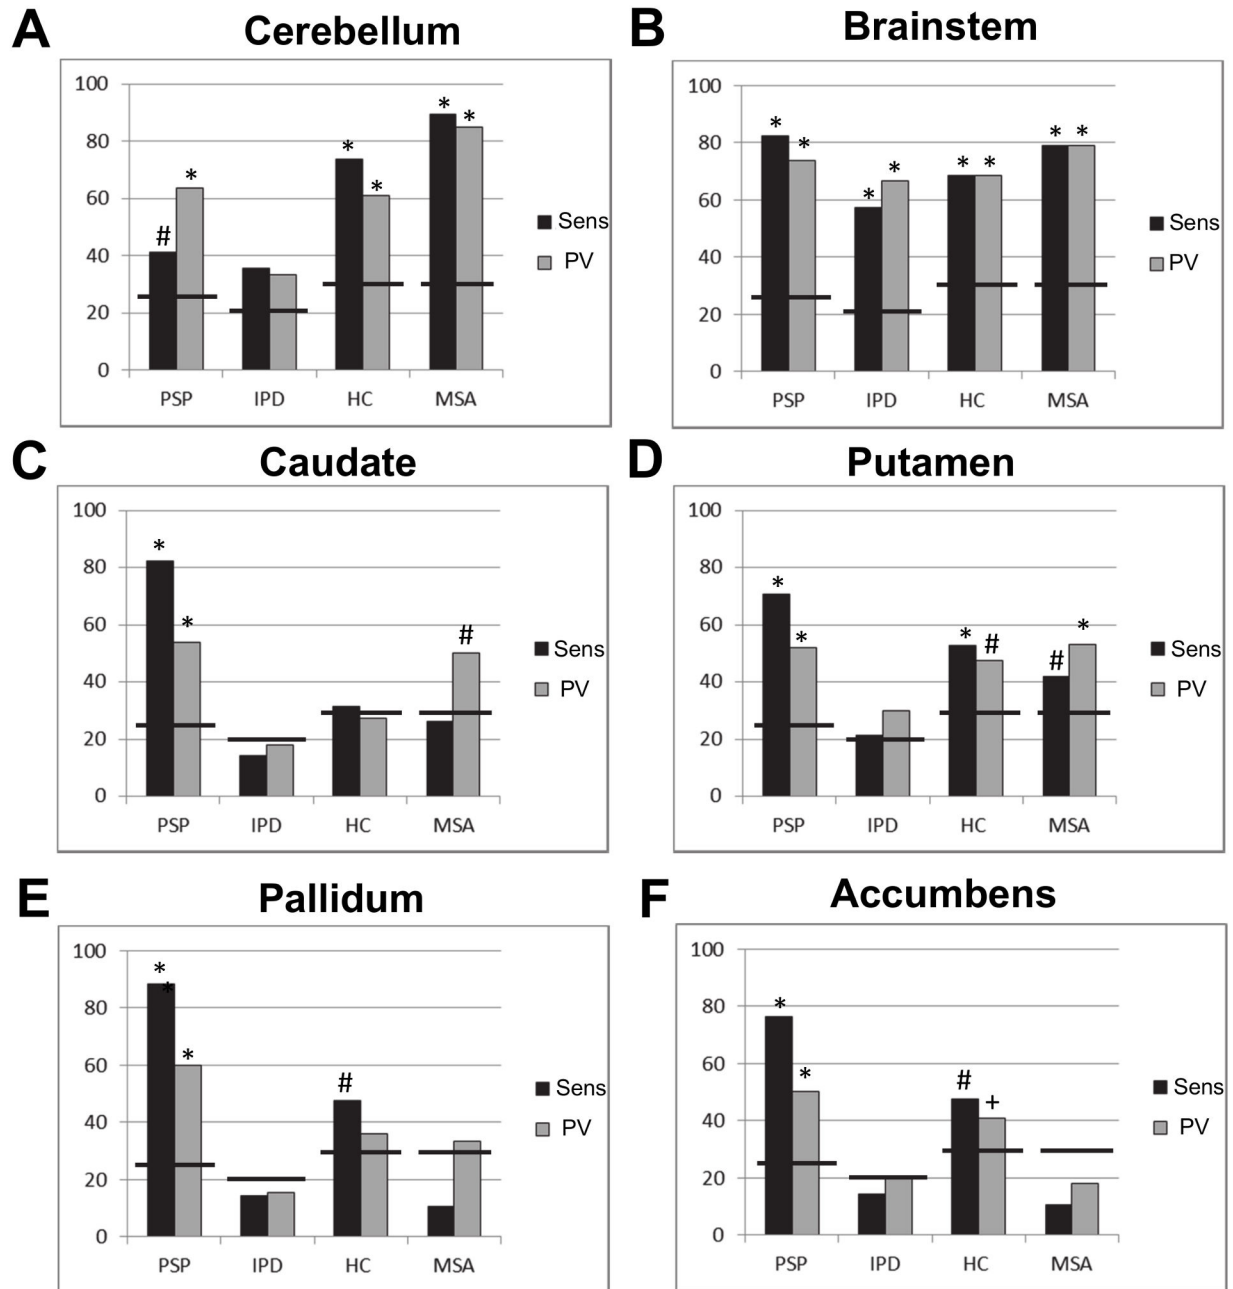 A Cerebellum
100
80
60
40
20
0
# * * * * *
PSP IPD HC MSA
Sens
PV
B Brainstem
100
80
60
40
20
0
* * * * * * * *
PSP IPD HC MSA
Sens
PV
C Caudate
100
80
60
40
20
0
* * #
PSP IPD HC MSA
Sens
PV
D Putamen
100
80
60
40
20
0
* * * # # *
PSP IPD HC MSA
Sens
PV
E Pallidum
100
80
60
40
20
0
* * * #
PSP IPD HC MSA
Sens
PV
F Accumbens
100
80
60
40
20
0
* * # +
PSP IPD HC MSA
Sens
PV